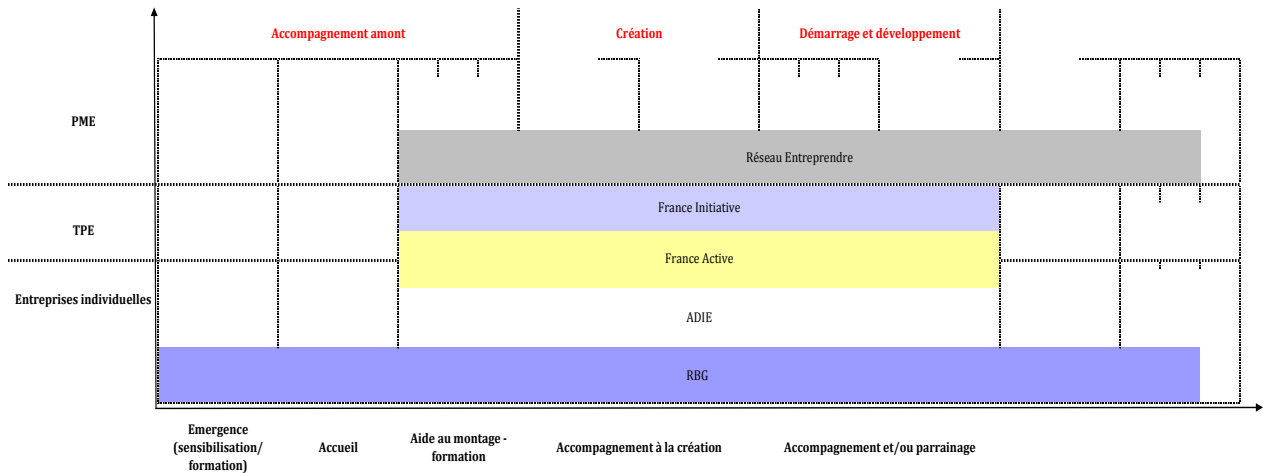 Accompagnement amont
Création
Démarrage et développement
PME
Réseau Entreprendre
France Initiative
TPE
France Active
Entreprises individuelles
ADIE
RBG
Emergence
(sensibilisation/
formation)
Accueil
Aide au montage -
formation
Accompagnement à la création
Accompagnement et/ou parrainage